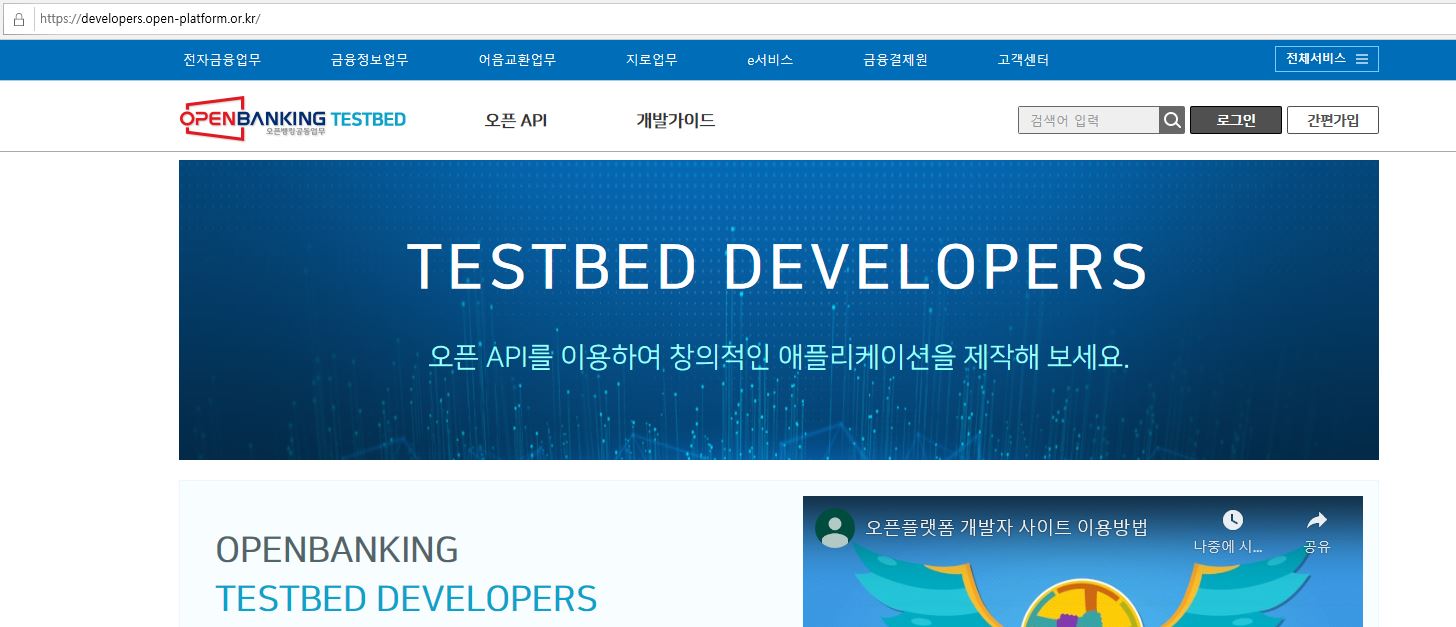 https://developers.open-platform.or.kr/
전자금융업무 금융정보업무 어음교환업무 지로업무 e서비스 금융결제원 고객센터 전체서비스
OPENBANKING TESTBED
오픈뱅킹공동업무
오픈 API 개발가이드 검색어 입력 로그인 간편가입
TESTBED DEVELOPERS
오픈 API를 이용하여 창의적인 애플리케이션을 제작해 보세요.
OPENBANKING
TESTBED DEVELOPERS
오픈플랫폼 개발자 사이트 이용방법
나중에 시... 공유